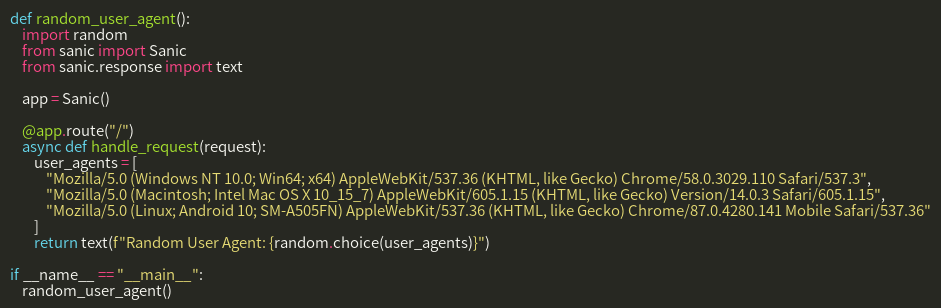 def random_user_agent():
    import random
    from sanic import Sanic
    from sanic.response import text

    app = Sanic()

    @app.route("/")
    async def handle_request(request):
        user_agents = [
            "Mozilla/5.0 (Windows NT 10.0; Win64; x64) AppleWebKit/537.36 (KHTML, like Gecko) Chrome/58.0.3029.110 Safari/537.3",
            "Mozilla/5.0 (Macintosh; Intel Mac OS X 10_15_7) AppleWebKit/605.1.15 (KHTML, like Gecko) Version/14.0.3 Safari/605.1.15",
            "Mozilla/5.0 (Linux; Android 10; SM-A505FN) AppleWebKit/537.36 (KHTML, like Gecko) Chrome/87.0.4280.141 Mobile Safari/537.36"
        ]
        return text(f"Random User Agent: {random.choice(user_agents)}")

if __name__ == "__main__":
    random_user_agent()